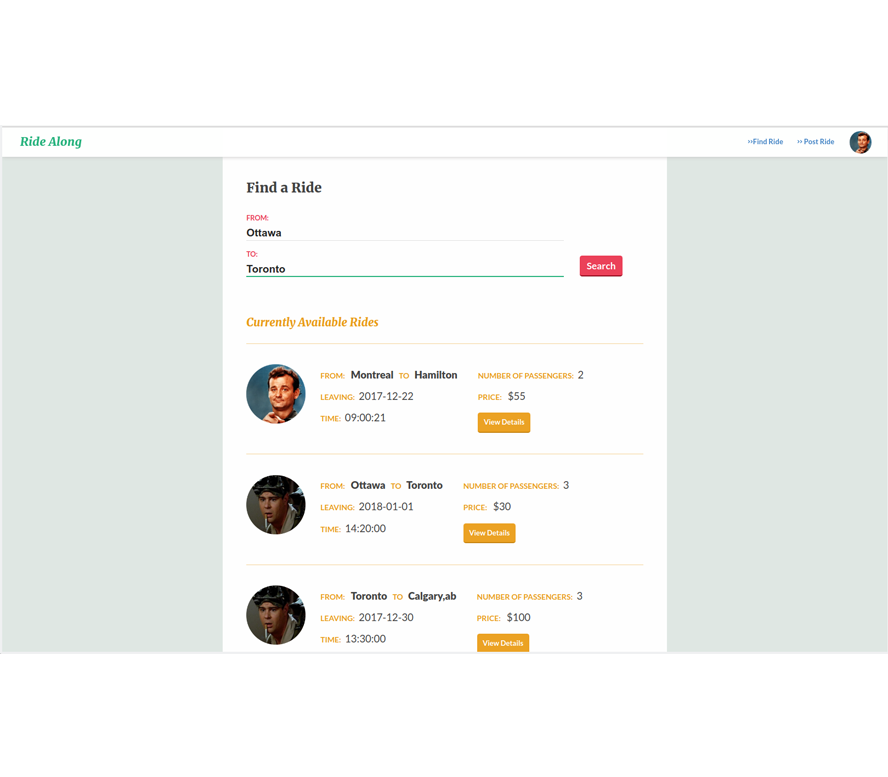 Ride Along
››Find Ride ›› Post Ride
Find a Ride
FROM:
Ottawa
TO:
Toronto
Search
Currently Available Rides
FROM: Montreal TO Hamilton NUMBER OF PASSENGERS: 2
LEAVING: 2017-12-22 PRICE: $55
TIME: 09:00:21 View Details
FROM: Ottawa TO Toronto NUMBER OF PASSENGERS: 3
LEAVING: 2018-01-01 PRICE: $30
TIME: 14:20:00 View Details
FROM: Toronto TO Calgary,ab NUMBER OF PASSENGERS: 3
LEAVING: 2017-12-30 PRICE: $100
TIME: 13:30:00 View Details